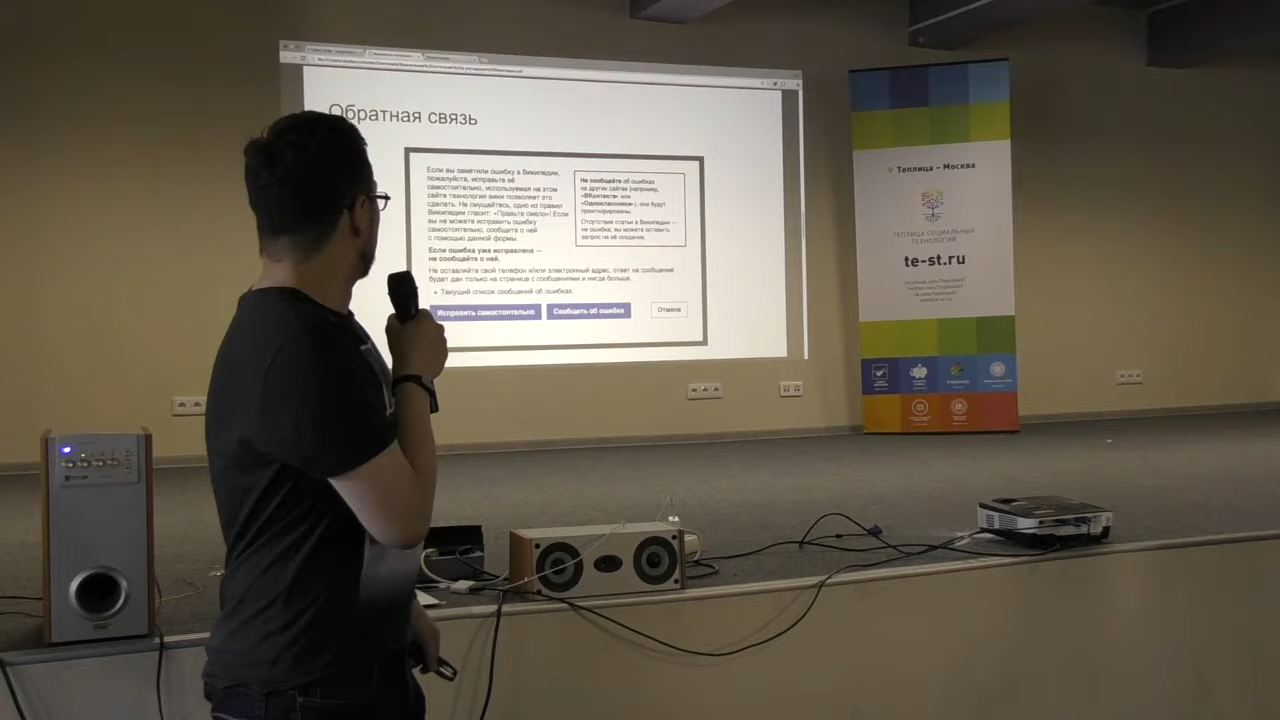 Обратная связь
Если вы заметили ошибку в Википедии,
пожалуйста, исправьте её
самостоятельно, используемая на этом
сайте технология вики позволяет это
сделать. Не смущайтесь, одно из правил
Википедии гласит: «Правьте смело»! Если
вы не можете исправить ошибку
самостоятельно, сообщите о ней
с помощью данной формы.
Если ошибка уже исправлена —
не сообщайте о ней.
Не оставляйте свой телефон и/или электронный адрес, ответ на сообщение
будет дан только на странице с сообщениями и нигде больше.
• Текущий список сообщений об ошибках.
Не сообщайте об ошибках
на других сайтах (например,
«ВКонтакте» или
«Одноклассники»), они будут
проигнорированы.
Отсутствие статьи в Википедии —
не ошибка, вы можете оставить
запрос на её создание.
Исправить самостоятельно
Сообщить об ошибке
Отмена
Теплица – Москва
ТЕПЛИЦА СОЦИАЛЬНЫХ
ТЕХНОЛОГИЙ
te-st.ru